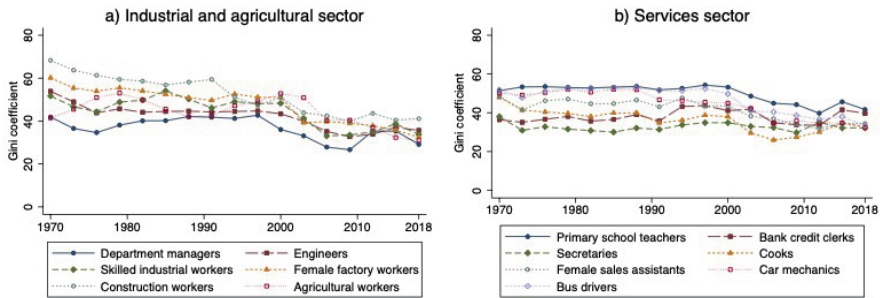 a) Industrial and agricultural sector
80
60
40
20
0
Gini coefficient
1970 1980 1990 2000 2009 2018
Department managers Engineers
Skilled industrial workers Female factory workers
Construction workers Agricultural workers
b) Services sector
80
60
40
20
0
Gini coefficient
1970 1980 1990 2000 2009 2018
Primary school teachers Bank credit clerks
Secretaries Cooks
Female sales assistants Car mechanics
Bus drivers